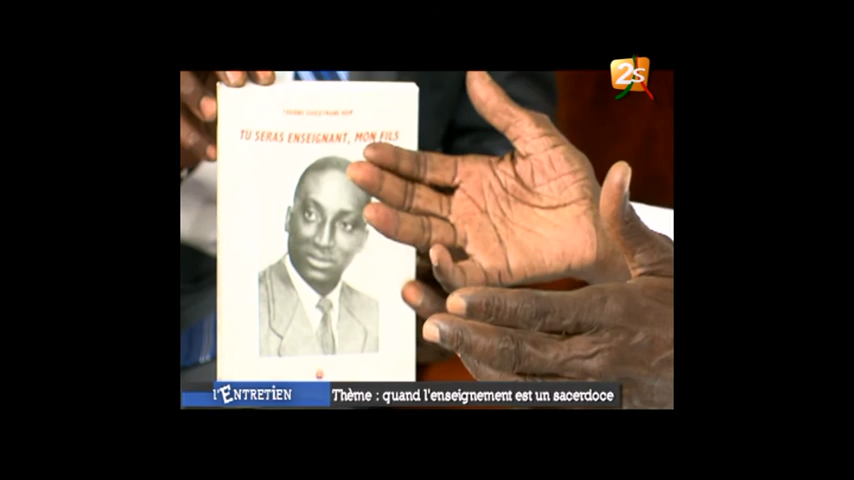 2s
TU SERAS ENSEIGNANT, MON FILS
l'ENTRETIEN
Thème : quand l'enseignement est un sacerdoce